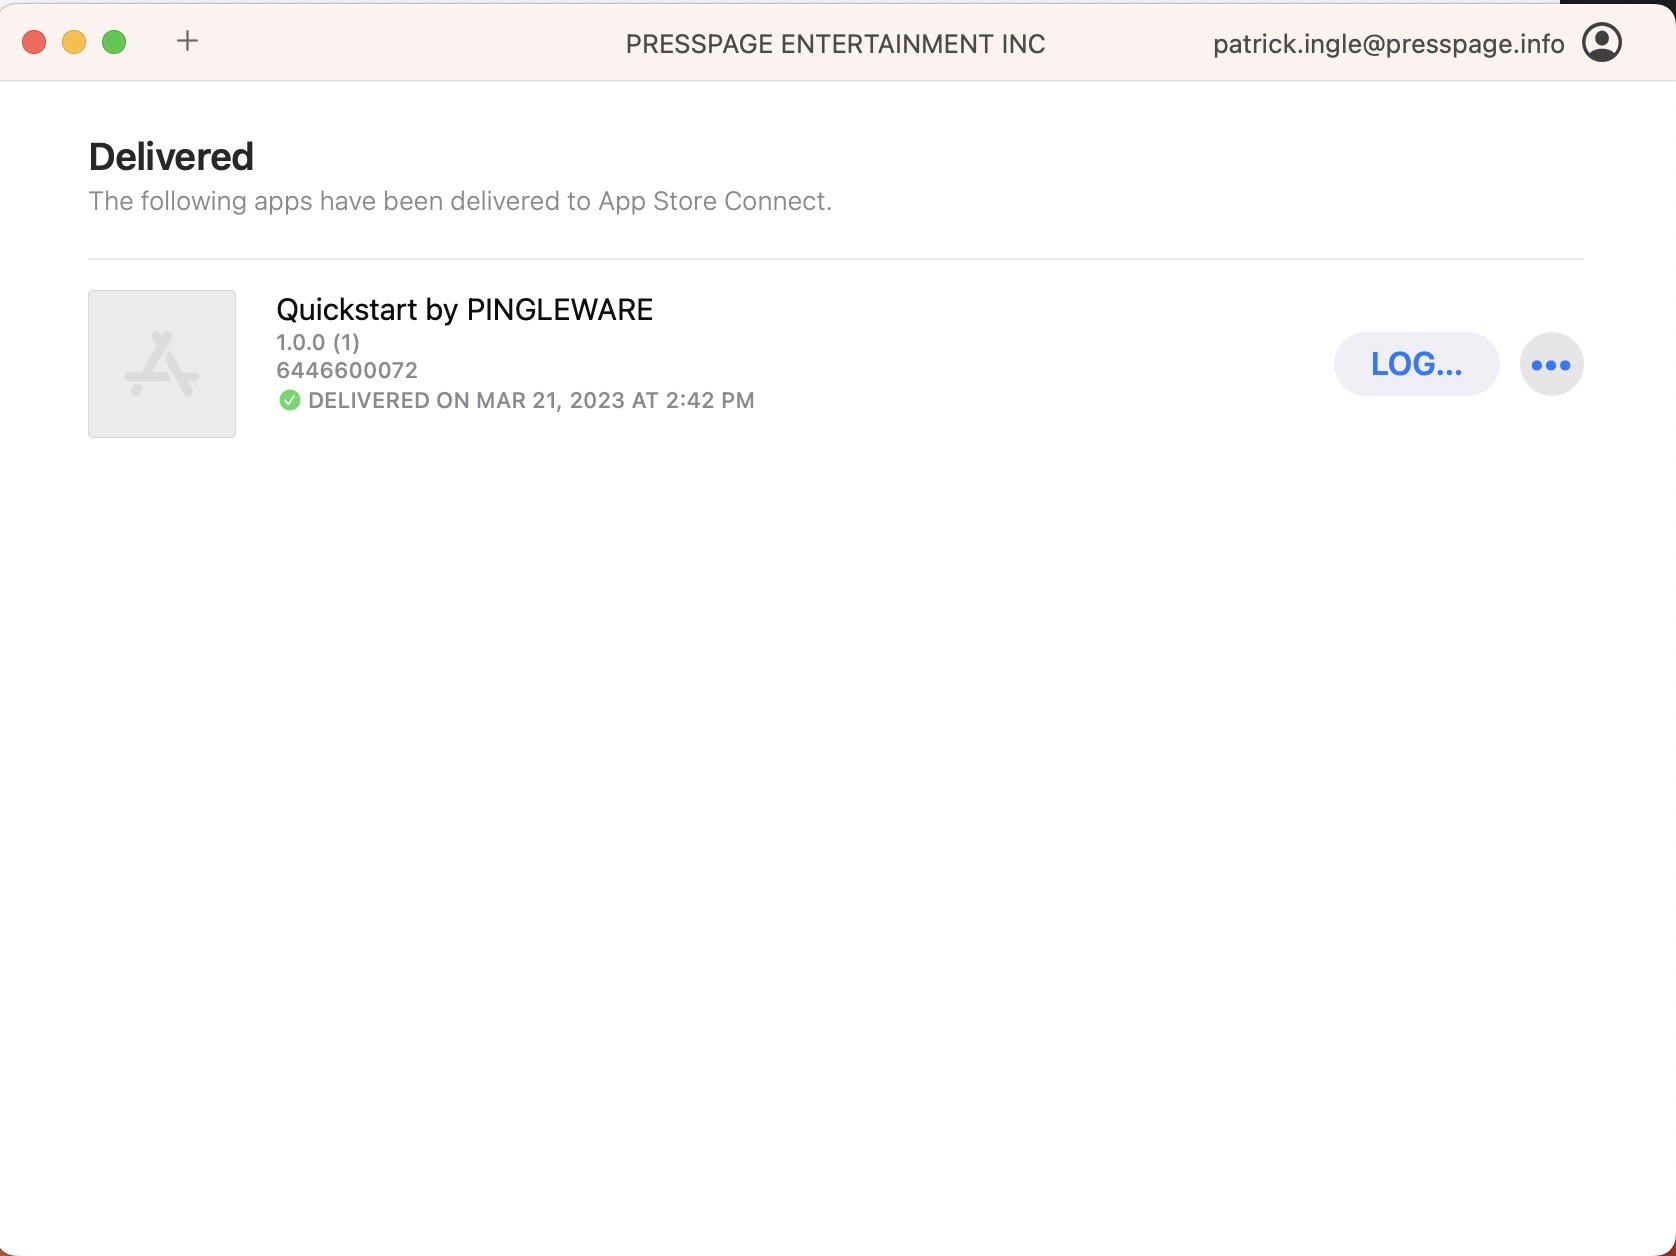 PRESSPAGE ENTERTAINMENT INC
patrick.ingle@presspage.info
Delivered
The following apps have been delivered to App Store Connect.
Quickstart by PINGLEWARE
1.0.0 (1)
6446600072
DELIVERED ON MAR 21, 2023 AT 2:42 PM
LOG...